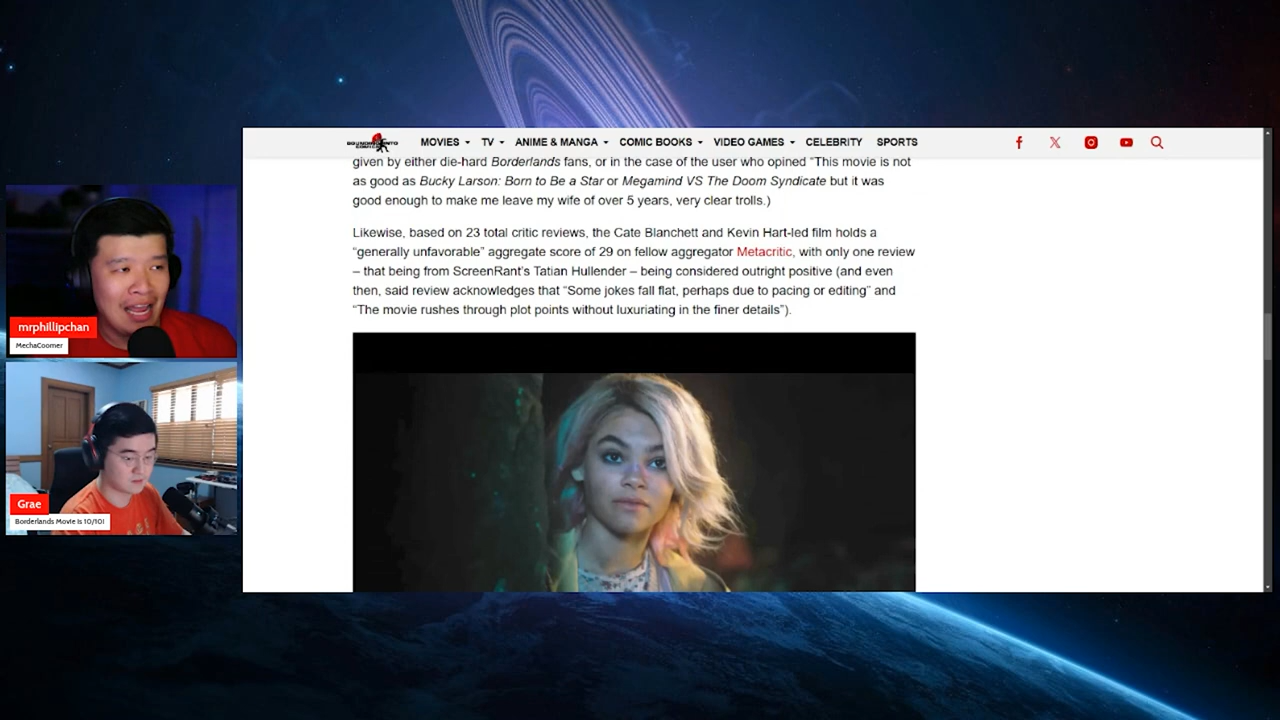 MOVIES TV ANIME & MANGA COMIC BOOKS VIDEO GAMES CELEBRITY SPORTS
given by either die-hard Borderlands fans, or in the case of the user who opined “This movie is not
as good as Bucky Larson: Born to Be a Star or Megamind VS The Doom Syndicate but it was
good enough to make me leave my wife of over 5 years, very clear trolls.)
Likewise, based on 23 total critic reviews, the Cate Blanchett and Kevin Hart-led film holds a
“generally unfavorable” aggregate score of 29 on fellow aggregator Metacritic, with only one review
– that being from ScreenRant’s Tatian Hullender – being considered outright positive (and even
then, said review acknowledges that “Some jokes fall flat, perhaps due to pacing or editing” and
“The movie rushes through plot points without luxuriating in the finer details”).
mrphillipchan
MechaCoomer
Grae
Borderlands Movie Is 10/10!